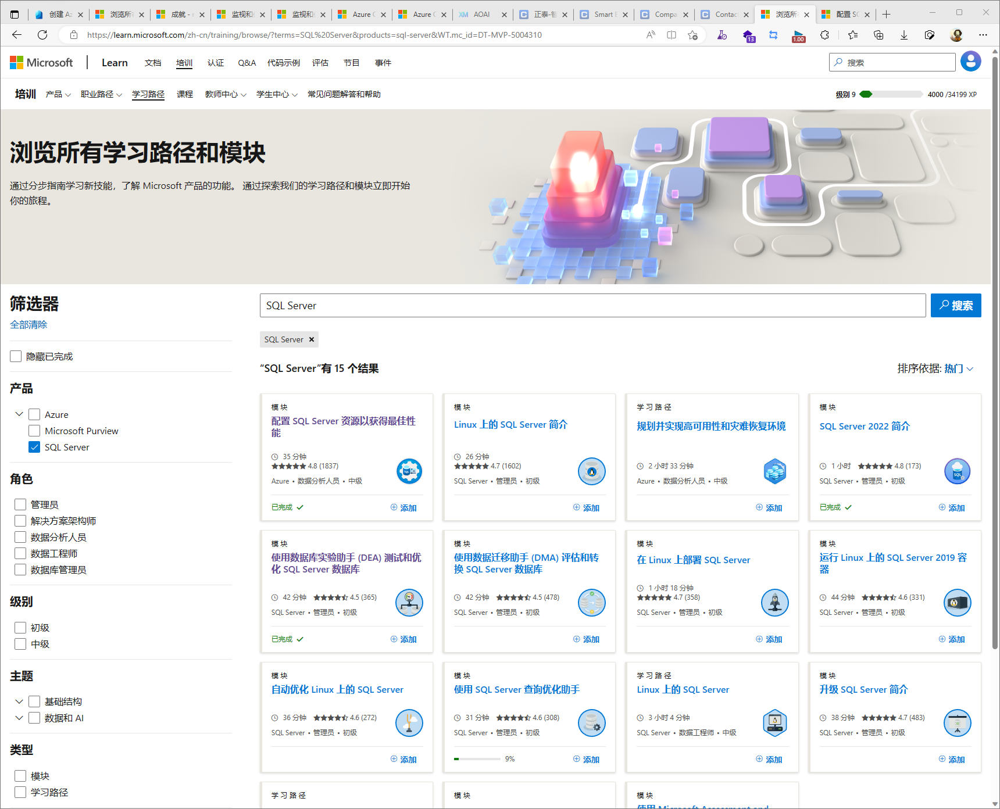 创建 Az
浏览所有
成就 - r
监视和
监视和
Azure O
Azure O
XM AOAI
正泰-智
Smart E
Compa
Contac
浏览所有
配置 SQ
https://learn.microsoft.com/zh-cn/training/browse/?terms=SQL%20Server&products=sql-server&WT.mc_id=DT-MVP-5004310
13
1.00
Microsoft
Learn 文档 培训 认证 Q&A 代码示例 评估 节目 事件
搜索
培训 产品 职业路径 学习路径 课程 教师中心 学生中心 常见问题解答和帮助
级别 9 4000 /34199 XP
浏览所有学习路径和模块
通过分步指南学习新技能，了解 Microsoft 产品的功能。 通过探索我们的学习路径和模块立即开始
你的旅程。
筛选器
全部清除
隐藏已完成
产品
Azure
Microsoft Purview
SQL Server
角色
管理员
解决方案架构师
数据分析人员
数据工程师
数据库管理员
级别
初级
中级
主题
基础结构
数据和 AI
类型
模块
学习路径
SQL Server
搜索
SQL Server
“SQL Server”有 15 个结果
排序依据: 热门
模块
配置 SQL Server 资源以获得最佳性
能
35 分钟
4.8 (1837)
Azure • 数据分析人员 • 中级
已完成
添加
模块
Linux 上的 SQL Server 简介
26 分钟
4.7 (1602)
SQL Server • 管理员 • 初级
添加
学习路径
规划并实现高可用性和灾难恢复环境
2 小时 33 分钟
Azure • 数据分析人员 • 中级
添加
模块
SQL Server 2022 简介
1 小时 4.8 (173)
SQL Server • 管理员 • 初级
已完成
添加
模块
使用数据库实验助手 (DEA) 测试和优
化 SQL Server 数据库
42 分钟 4.5 (365)
SQL Server • 管理员 • 初级
已完成
添加
模块
使用数据迁移助手 (DMA) 评估和转
换 SQL Server 数据库
42 分钟 4.5 (478)
SQL Server • 管理员 • 初级
添加
模块
在 Linux 上部署 SQL Server
1 小时 18 分钟
4.7 (358)
SQL Server • 管理员 • 初级
添加
模块
运行 Linux 上的 SQL Server 2019 容
器
44 分钟 4.6 (331)
SQL Server • 管理员 • 初级
添加
模块
自动优化 Linux 上的 SQL Server
36 分钟 4.6 (272)
SQL Server • 管理员 • 初级
添加
模块
使用 SQL Server 查询优化助手
31 分钟 4.6 (308)
SQL Server • 管理员 • 初级
9%
添加
学习路径
Linux 上的 SQL Server
3 小时 4 分钟
SQL Server • 数据工程师 • 中级
添加
模块
升级 SQL Server 简介
38 分钟 4.7 (483)
SQL Server • 管理员 • 初级
添加
学习路径
模块
模块
使用 Microsoft Assessment and